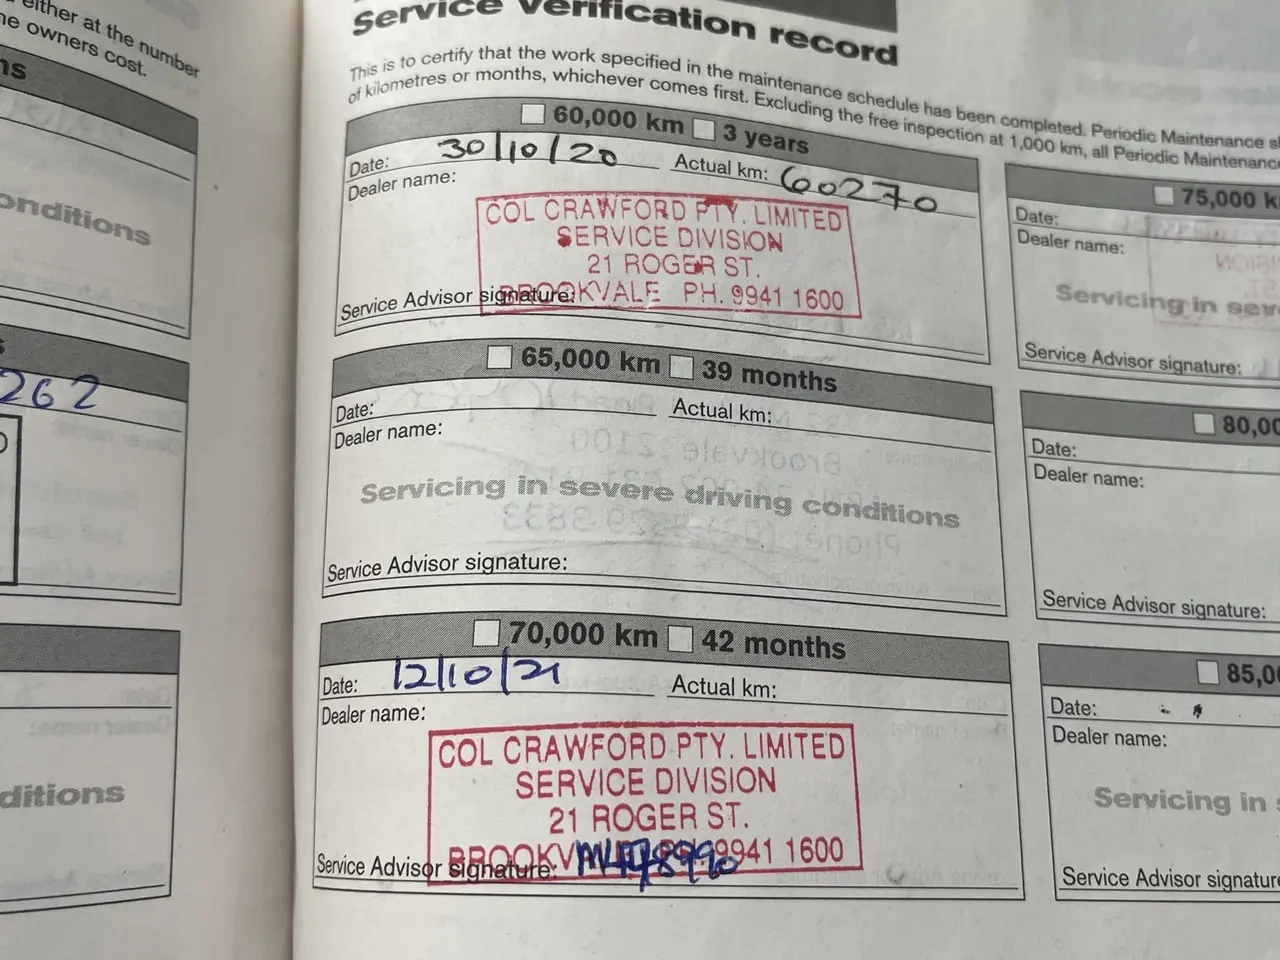 either at the number
he owners cost.
ns
onditions
s
262
ditions
Service verification record
This is to certify that the work specified in the maintenance schedule has been completed. Periodic Maintenance
of kilometres or months, whichever comes first. Excluding the free inspection at 1,000 km, all Periodic Maintenance
60,000 km 3 years
Date: 30/10/20 Actual km: 60270
Dealer name:
COL CRAWFORD PTY. LIMITED
SERVICE DIVISION
21 ROGER ST.
BROOKVALE PH. 9941 1600
Service Advisor signature:
65,000 km 39 months
Date: Actual km:
Dealer name:
Servicing in severe driving conditions
Service Advisor signature:
70,000 km 42 months
Date: 12/10/21 Actual km:
Dealer name:
COL CRAWFORD PTY. LIMITED
SERVICE DIVISION
21 ROGER ST.
BROOKVA 9941 1600
Service Advisor signature:
75,000 k
Date:
Dealer name:
Servicing in sev
Service Advisor signature:
80,00
Date:
Dealer name:
Service Advisor signature:
85,00
Date:
Dealer name:
Servicing in
Service Advisor signature